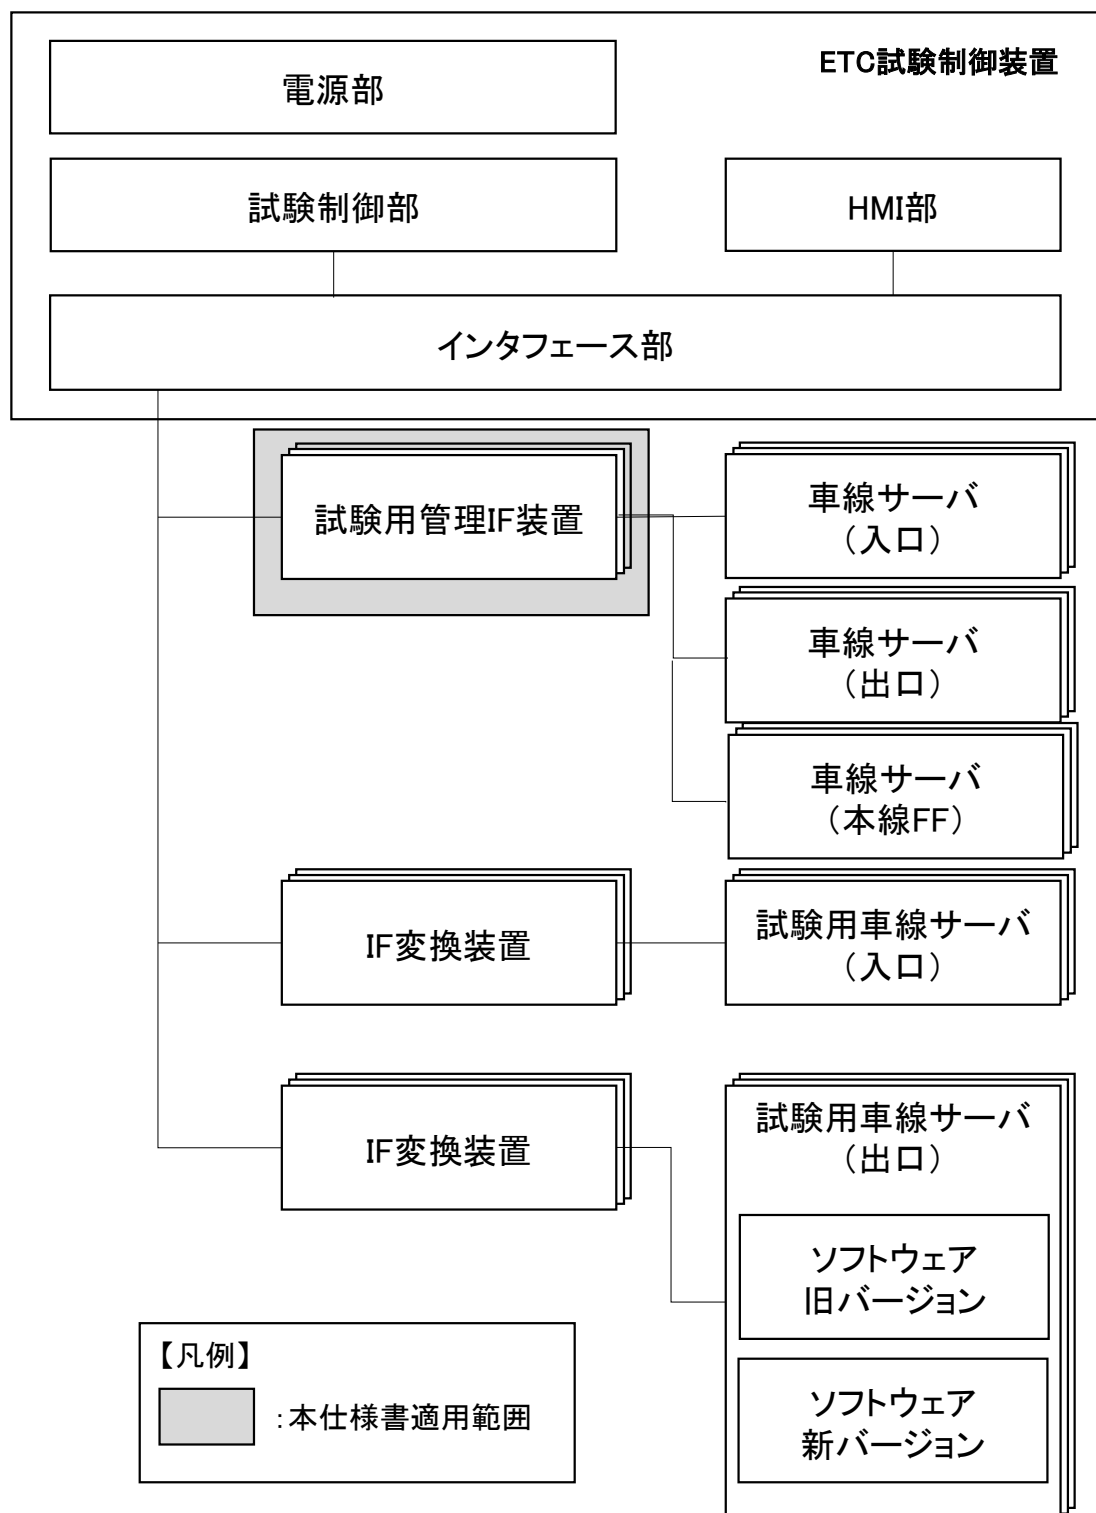 ETC試験制御装置
電源部
試験制御部
HMI部
インタフェース部
試験用管理IF装置
車線サーバ
（入口）
車線サーバ
（出口）
車線サーバ
（本線FF）
IF変換装置
試験用車線サーバ
（入口）
IF変換装置
試験用車線サーバ
（出口）
ソフトウェア
旧バージョン
ソフトウェア
新バージョン
【凡例】
：本仕様書適用範囲